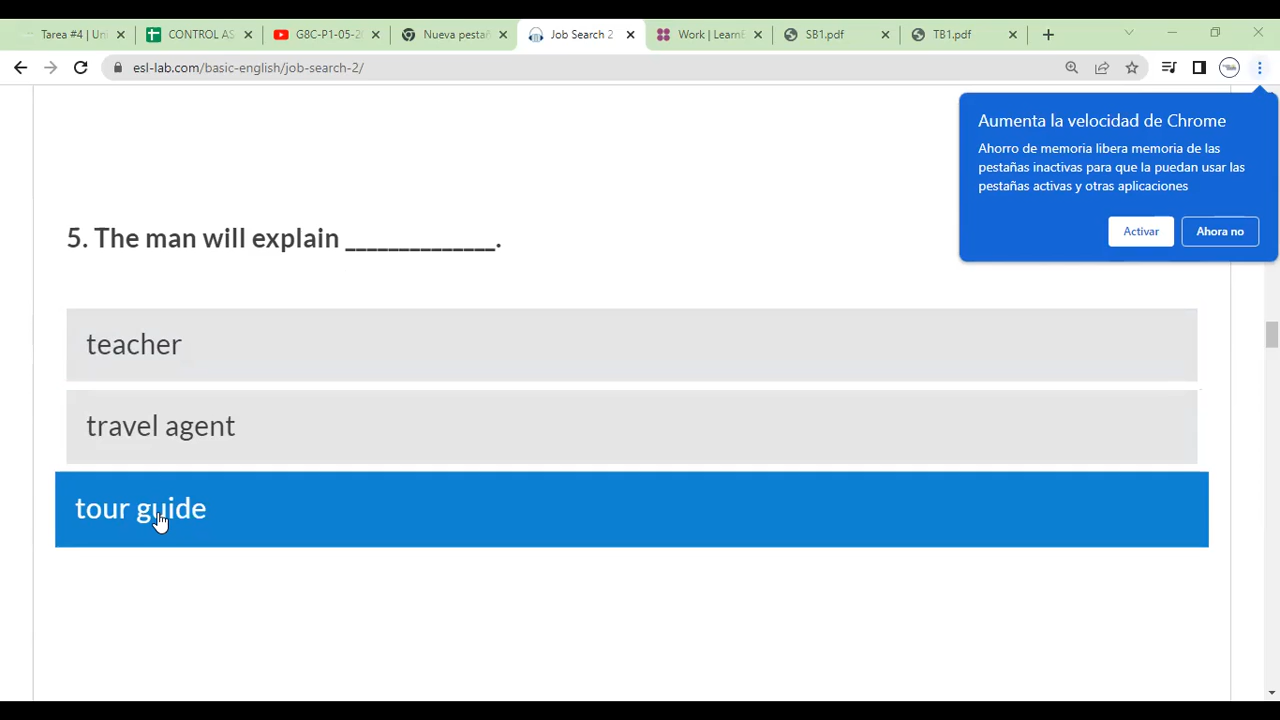 Tarea #4 | Un
CONTROL AS
G8C-P1-05-2
Nueva pestañ
Job Search 2
Work | LearnE
SB1.pdf
TB1.pdf
esl-lab.com/basic-english/job-search-2/
Aumenta la velocidad de Chrome
Ahorro de memoria libera memoria de las
pestañas inactivas para que la puedan usar las
pestañas activas y otras aplicaciones
Activar
Ahora no
5. The man will explain ______________.
teacher
travel agent
tour guide